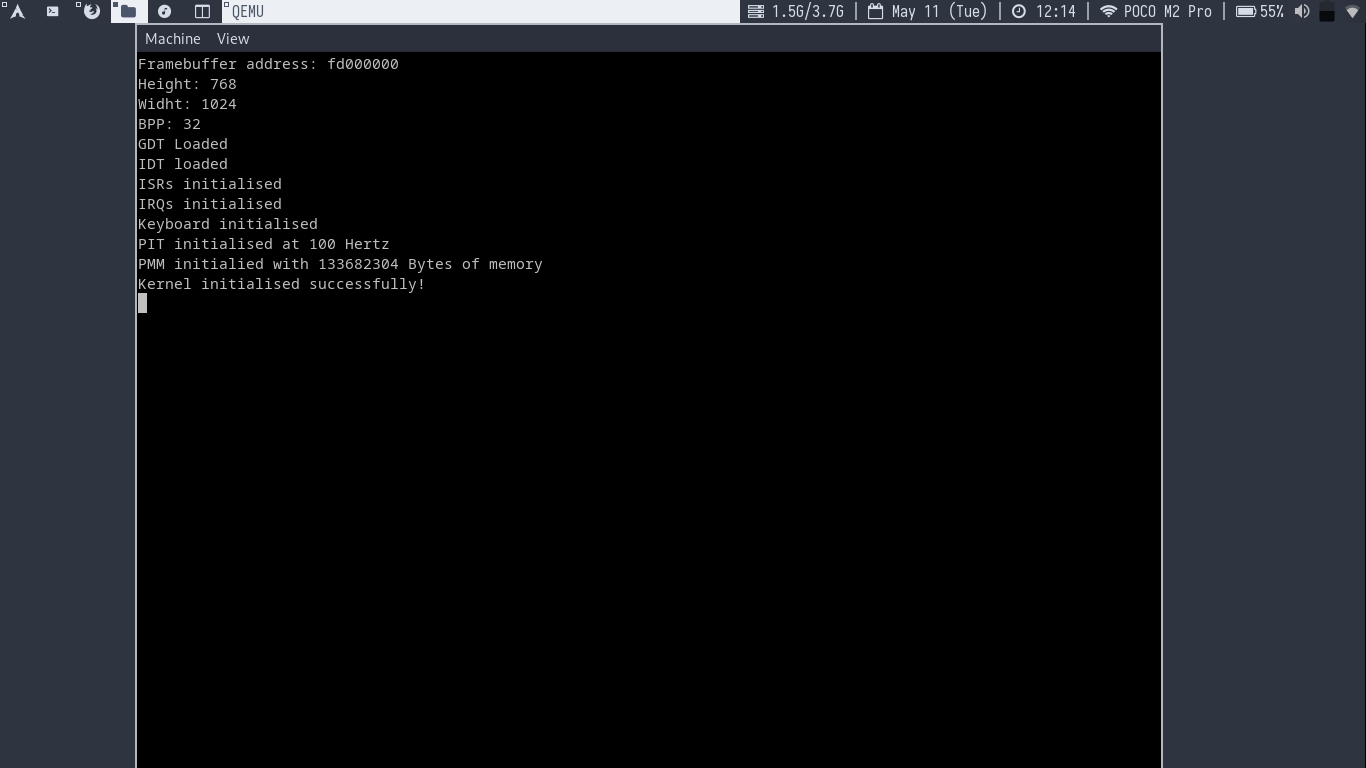 QEMU
1.5G/3.7G | May 11 (Tue) | 12:14 | POCO M2 Pro | 55%
Machine View
Framebuffer address: fd000000
Height: 768
Widht: 1024
BPP: 32
GDT Loaded
IDT loaded
ISRs initialised
IRQs initialised
Keyboard initialised
PIT initialised at 100 Hertz
PMM initialied with 133682304 Bytes of memory
Kernel initialised successfully!